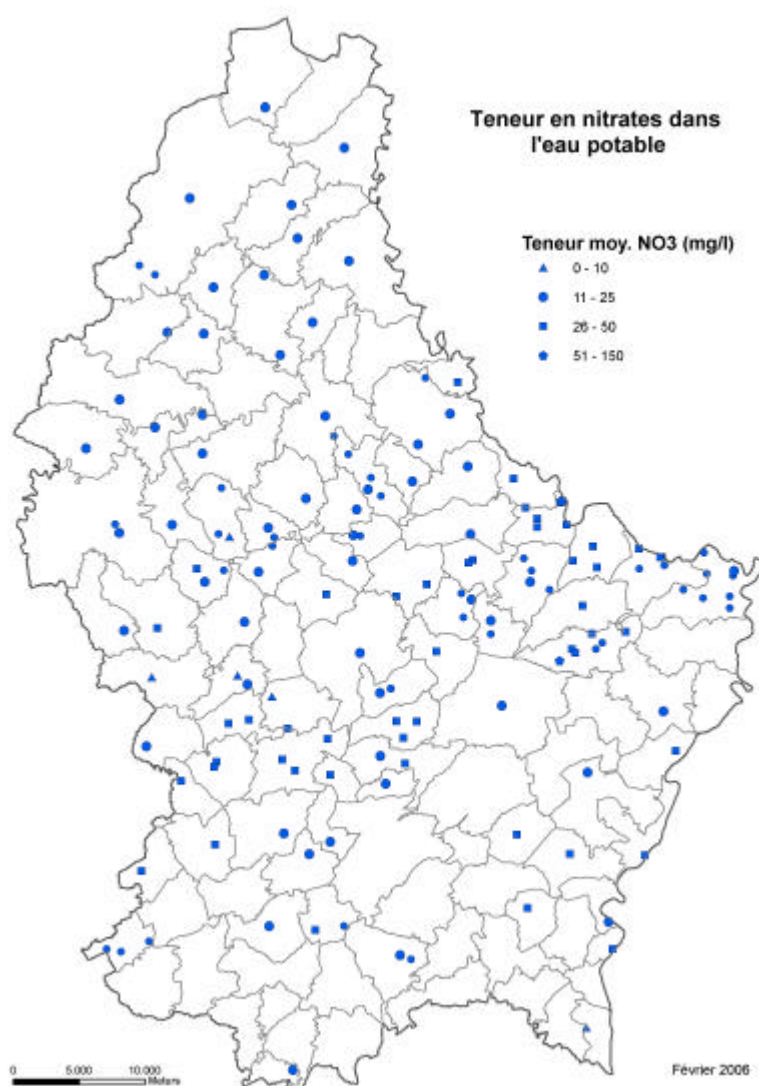 Teneur en nitrates dans
l'eau potable
Teneur moy. NO3 (mg/l)
0 - 10
11 - 25
26 - 50
51 - 150
0 5.000 10.000
Meters
Février 2006